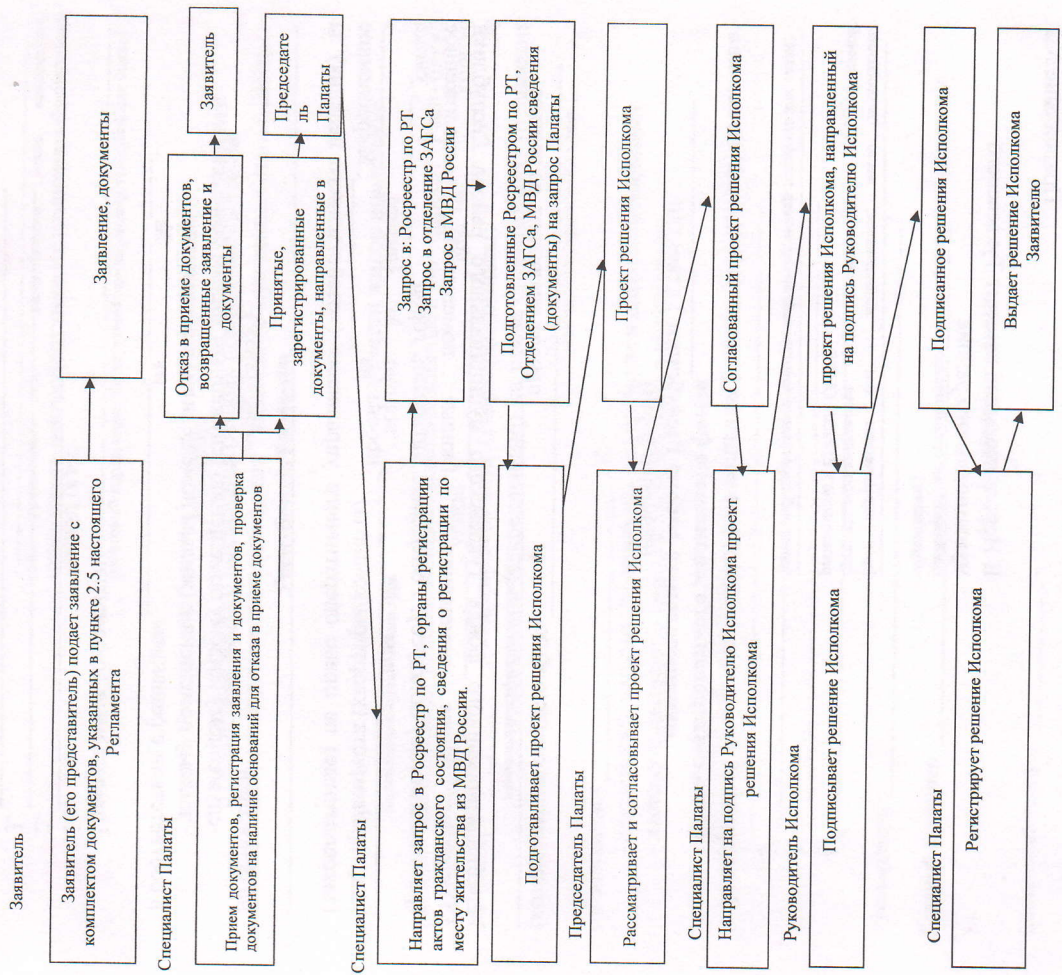 Заявитель
Заявитель (его представитель) подает заявление с
комплектом документов, указанных в пункте 2.5 настоящего
Регламента
Заявление, документы
Специалист Палаты
Прием документов, регистрация заявления и документов, проверка
документов на наличие оснований для отказа в приеме документов
Отказ в приеме документов,
возвращенные заявление и
документы
Заявитель
Принятые,
зарегистрированные
документы, направленные в
Председате
ль
Палаты
Специалист Палаты
Направляет запрос в Росреестр по РТ, органы регистрации
актов гражданского состояния, сведения о регистрации по
месту жительства из МВД России.
Запрос в: Росреестр по РТ
Запрос в отделение ЗАГСа
Запрос в МВД России
Подготавливает проект решения Исполкома
Подготовленные Росреестром по РТ,
Отделением ЗАГСа, МВД России сведения
(документы) на запрос Палаты
Председатель Палаты
Рассматривает и согласовывает проект решения Исполкома
Проект решения Исполкома
Специалист Палаты
Направляет на подпись Руководителю Исполкома проект
решения Исполкома
Согласованный проект решения Исполкома
Руководитель Исполкома
Подписывает решение Исполкома
проект решения Исполкома, направленный
на подпись Руководителю Исполкома
Специалист Палаты
Регистрирует решение Исполкома
Подписанное решение Исполкома
Выдает решение Исполкома
Заявителю